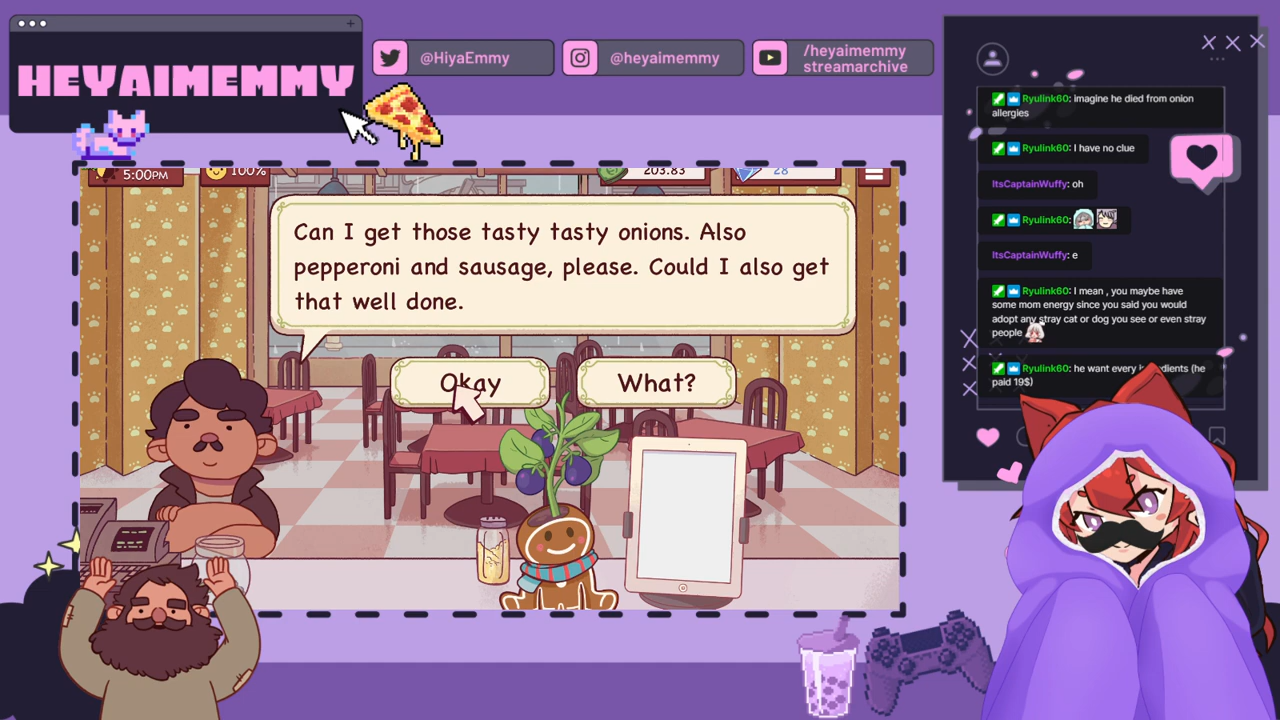 HEYAIMEMMY
@HiyaEmmy
@heyaimemmy
/heyaimemmy
streamarchive
5:00PM
100%
203.83
28
Can I get those tasty tasty onions. Also
pepperoni and sausage, please. Could I also get
that well done.
Okay
What?
Ryulink60: imagine he died from onion
allergies
Ryulink60: I have no clue
ItsCaptainWuffy: oh
Ryulink60:
ItsCaptainWuffy: e
Ryulink60: I mean , you maybe have
some mom energy since you said you would
adopt any stray cat or dog you see or even stray
people
Ryulink60: he want every
(he
paid 19$)